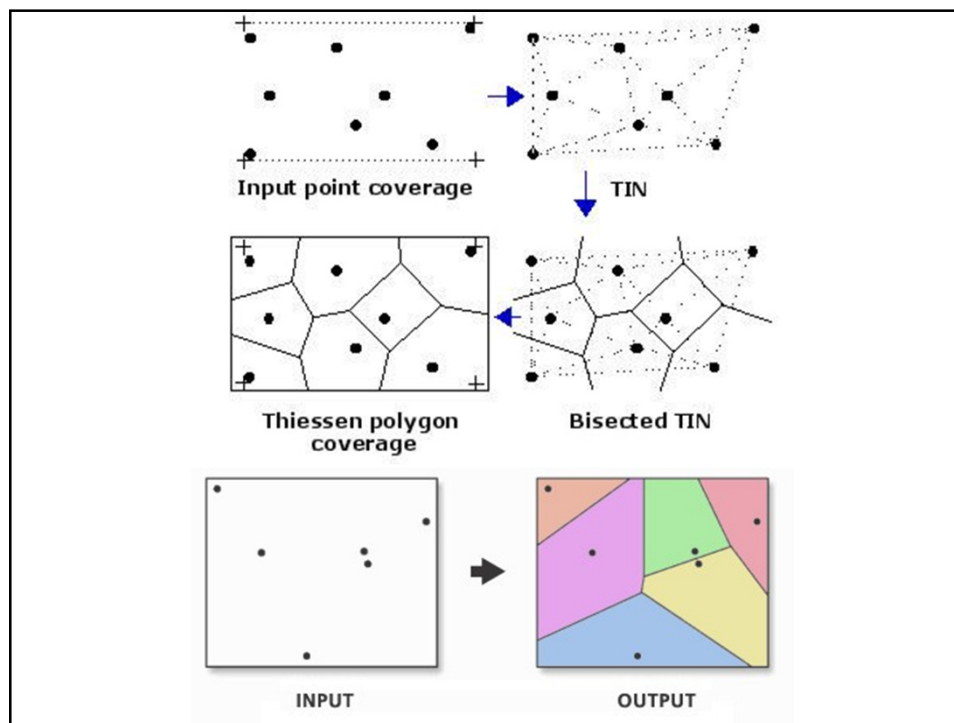 Input point coverage
TIN
Thiessen polygon
coverage
Bisected TIN
INPUT
OUTPUT